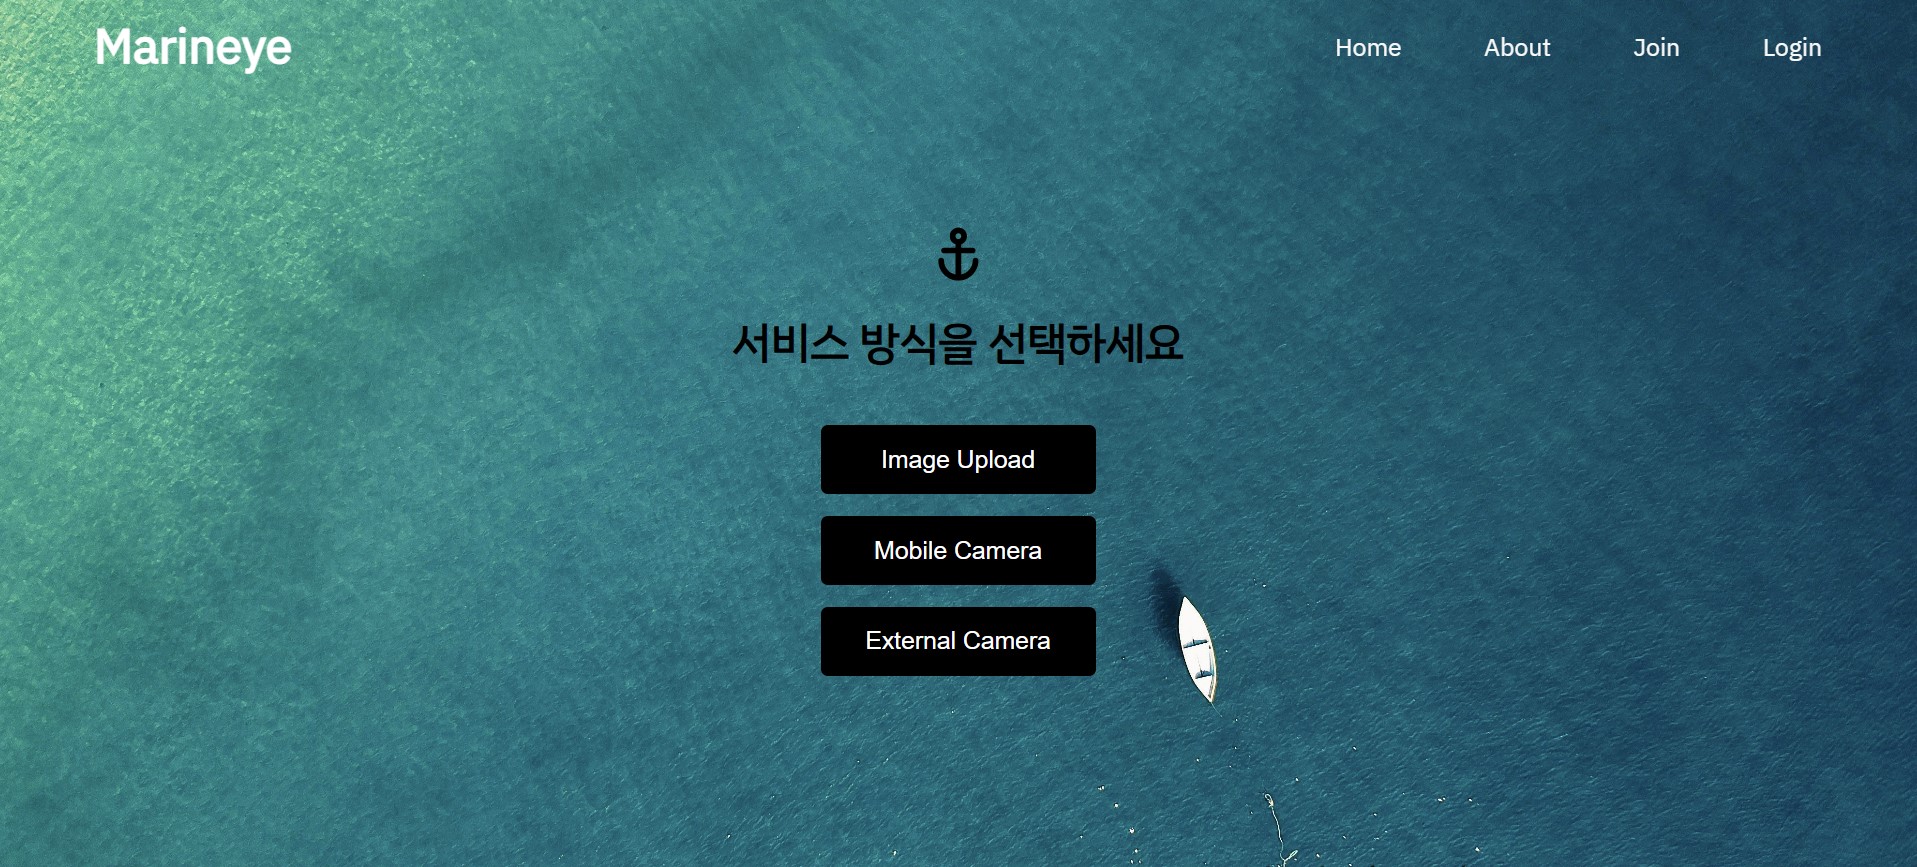 Marineye
Home About Join Login
서비스 방식을 선택하세요
Image Upload
Mobile Camera
External Camera